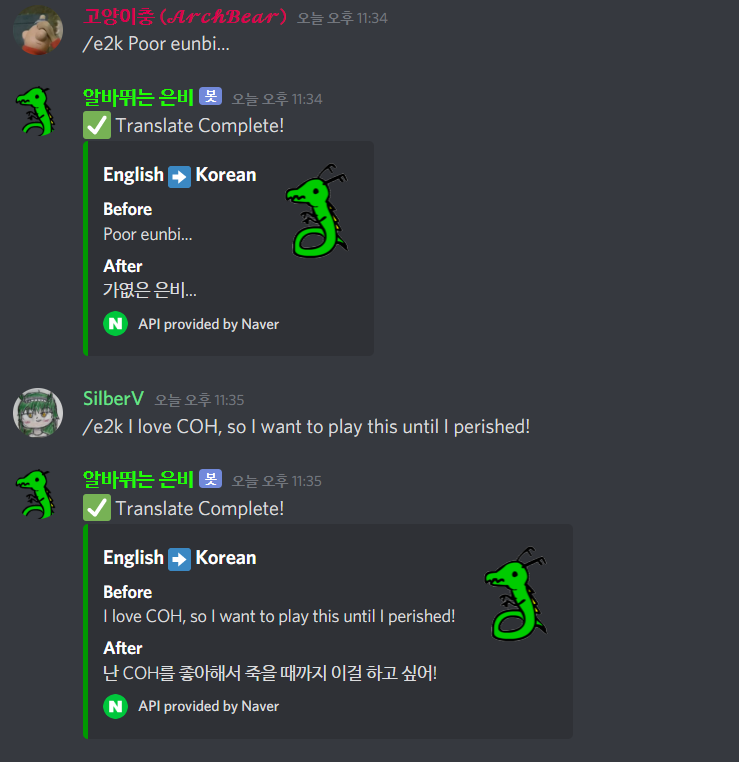 고양이충 (𝓐𝓻𝓬𝓱𝓑𝓮𝓪𝓻) 오늘 오후 11:34
/e2k Poor eunbi...
알바뛰는 은비 봇 오늘 오후 11:34
✅ Translate Complete!
English ➡ Korean
Before
Poor eunbi...
After
가엾은 은비...
N API provided by Naver
SilberV 오늘 오후 11:35
/e2k I love COH, so I want to play this until I perished!
알바뛰는 은비 봇 오늘 오후 11:35
✅ Translate Complete!
English ➡ Korean
Before
I love COH, so I want to play this until I perished!
After
난 COH를 좋아해서 죽을 때까지 이걸 하고 싶어!
N API provided by Naver